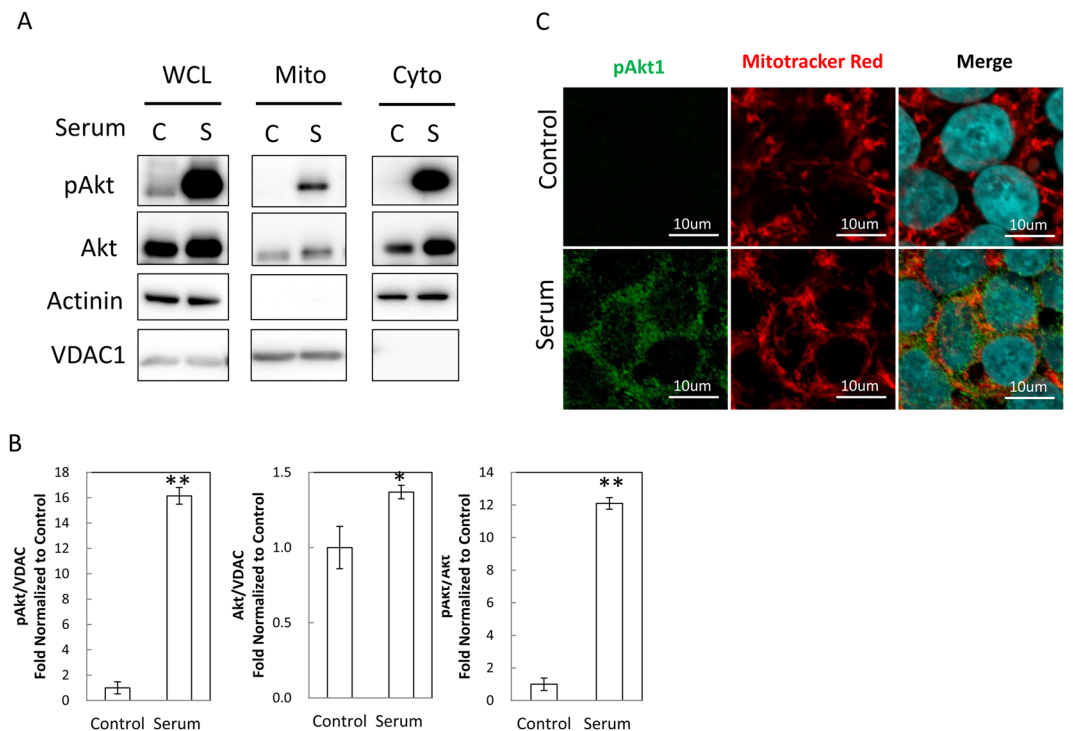 A
WCL Mito Cyto
Serum C S C S C S
pAkt
Akt
Actinin
VDAC1
C
pAkt1 Mitotracker Red Merge
Control
10um 10um 10um
Serum
10um 10um 10um
B
pAkt/VDAC
Fold Normalized to Control
18
16
14
12
10
8
6
4
2
0
**
Control Serum
Akt/VDAC
Fold Normalized to Control
1.5
1.0
0.5
0.0
*
Control Serum
pAkt/Akt
Fold Normalized to Control
14
12
10
8
6
4
2
0
**
Control Serum